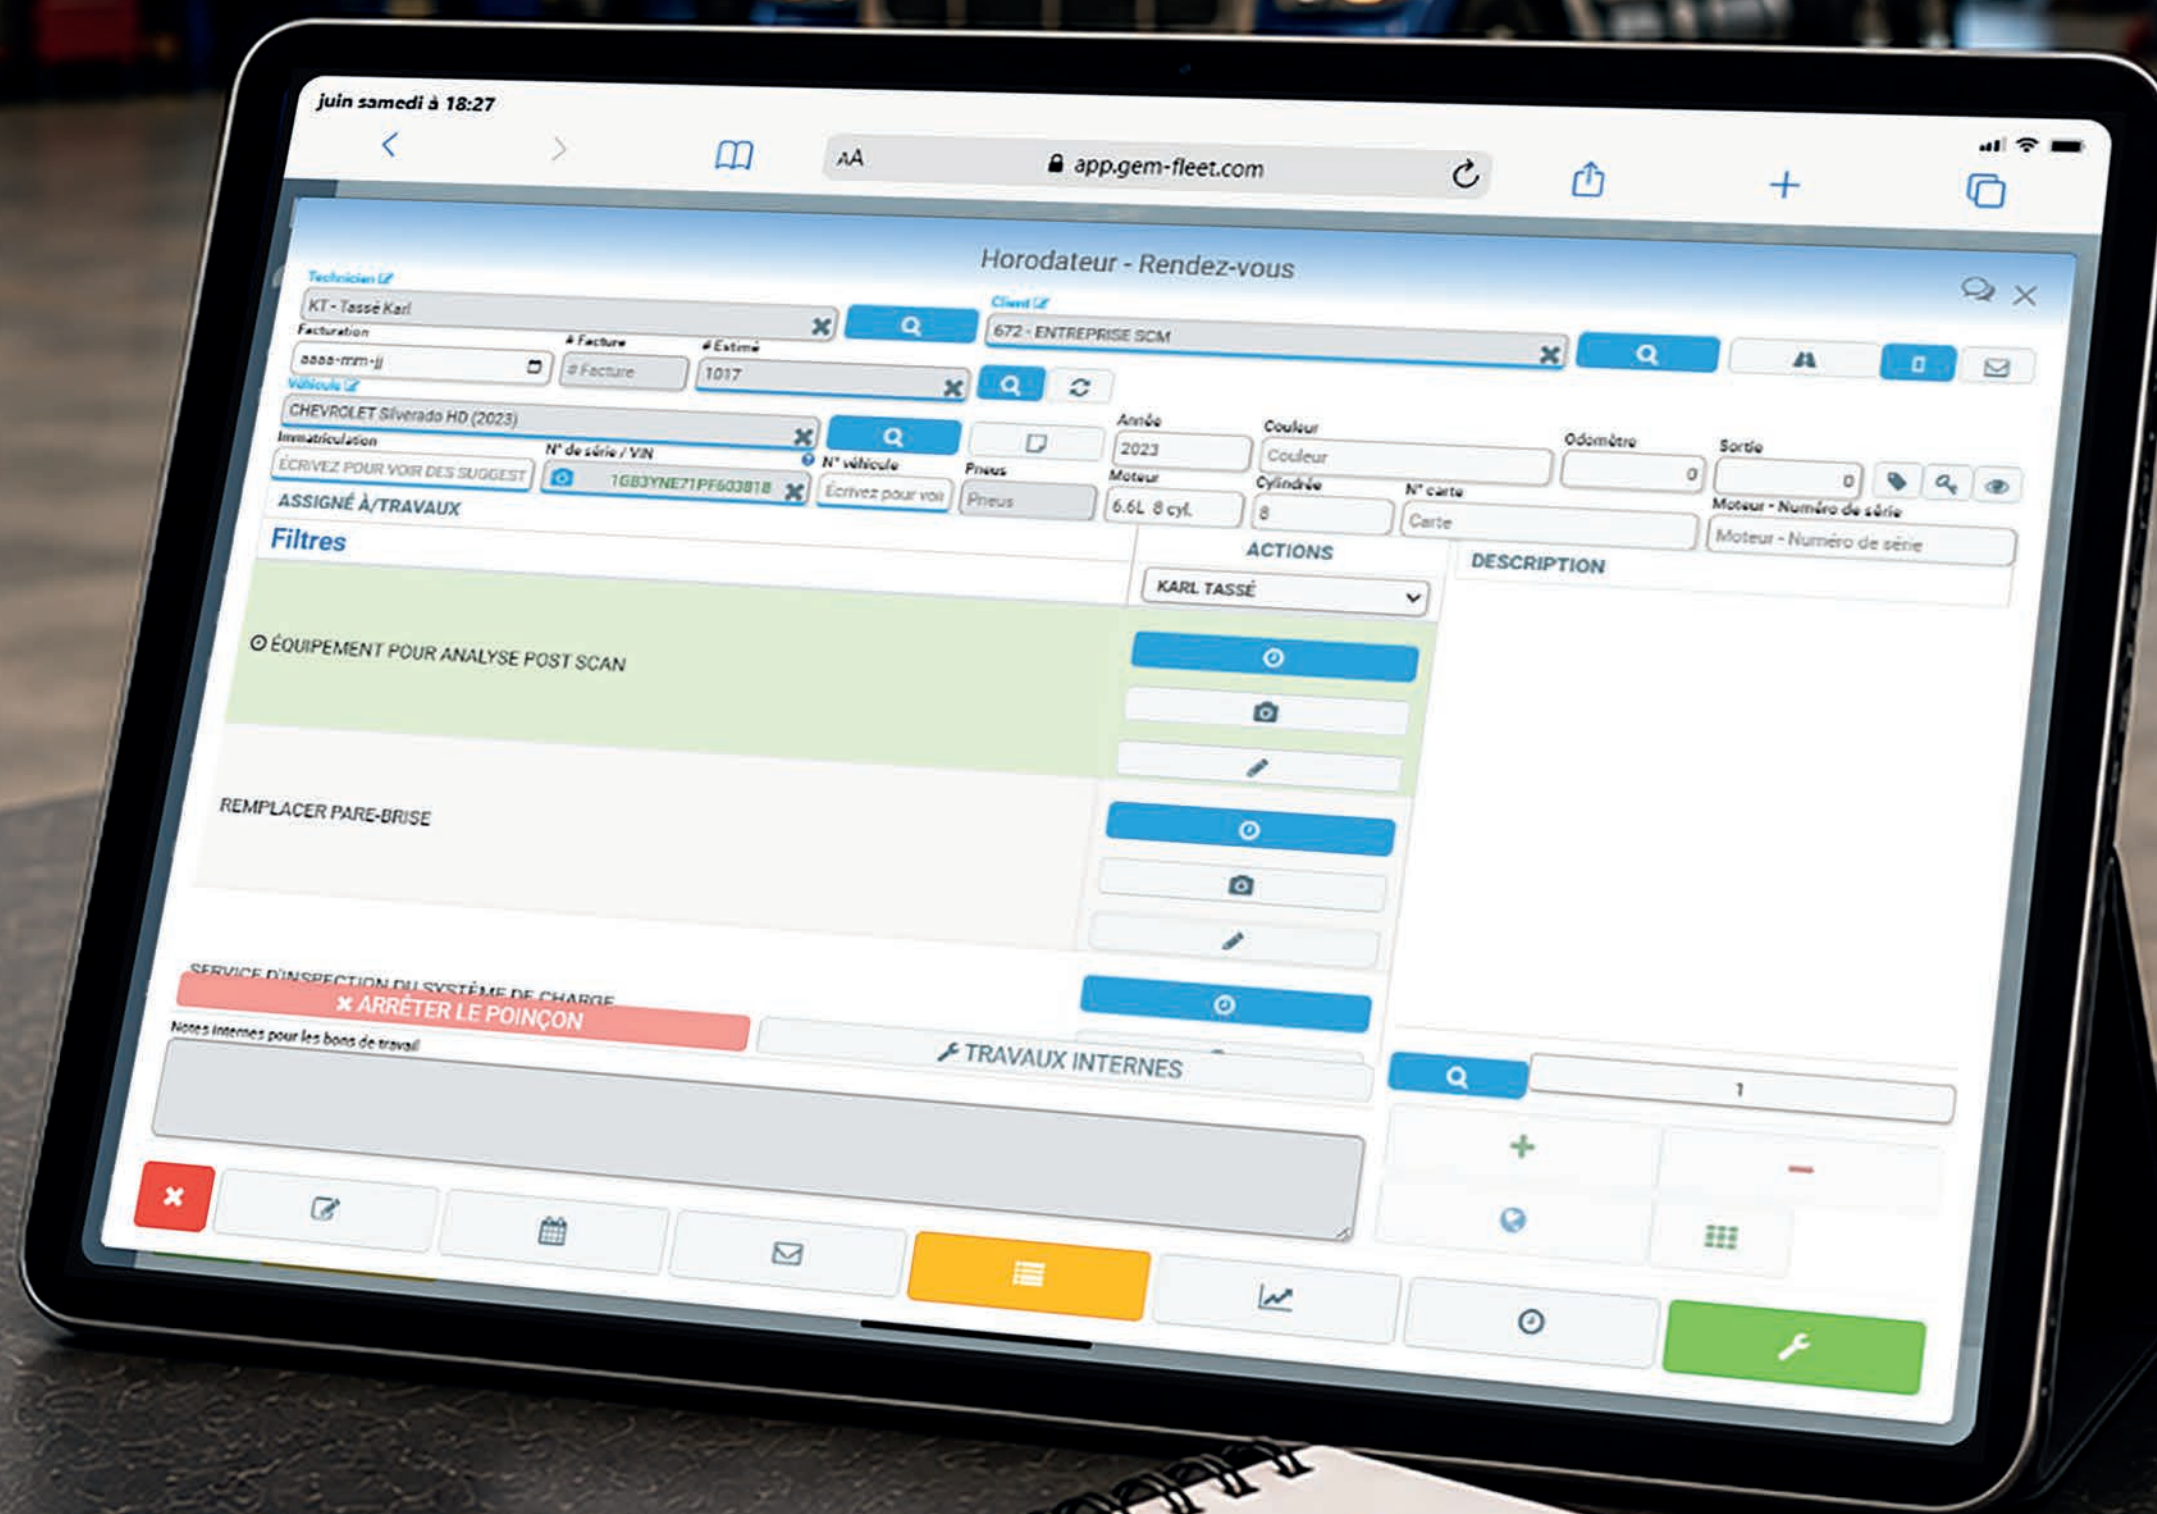 juin samedi à 18:27
AA
app.gem-fleet.com
Horodateur - Rendez-vous
Technicien
Client
KT - Tassé Karl
672 - ENTREPRISE SCM
Facturation
# Facture
# Estimé
aaaa-mm-jj
# Facture
1017
Véhicule
CHEVROLET Silverado HD (2023)
Année
Couleur
Odomètre
Sortie
2023
Couleur
0
0
Immatriculation
N° de série / VIN
N° véhicule
Pneus
Moteur
Cylindrée
N° carte
Moteur - Numéro de série
ÉCRIVEZ POUR VOIR DES SUGGEST
1GB3YNE71PF603818
Écrivez pour voir
Pneus
6.6L 8 cyl.
8
Carte
Moteur - Numéro de série
ASSIGNÉ À/TRAVAUX
ACTIONS
DESCRIPTION
Filtres
KARL TASSÉ
ÉQUIPEMENT POUR ANALYSE POST SCAN
REMPLACER PARE-BRISE
SERVICE D'INSPECTION DU SYSTÈME DE CHARGE
ARRÊTER LE POINÇON
TRAVAUX INTERNES
1
Notes internes pour les bons de travail